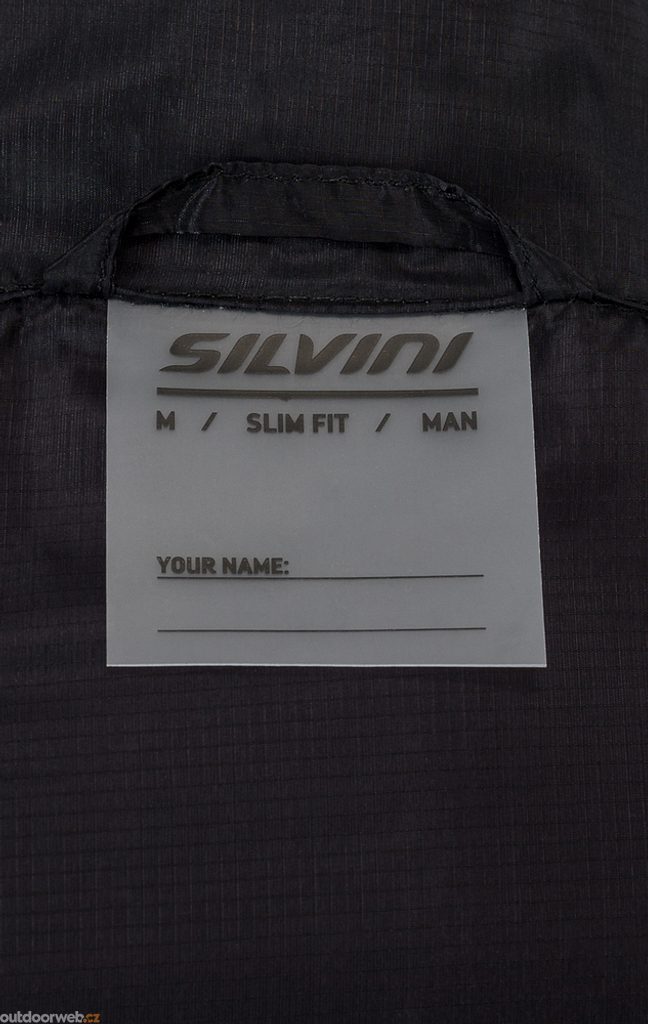 SILVINI
M / SLIM FIT / MAN
YOUR NAME:
outdoorweb.cz